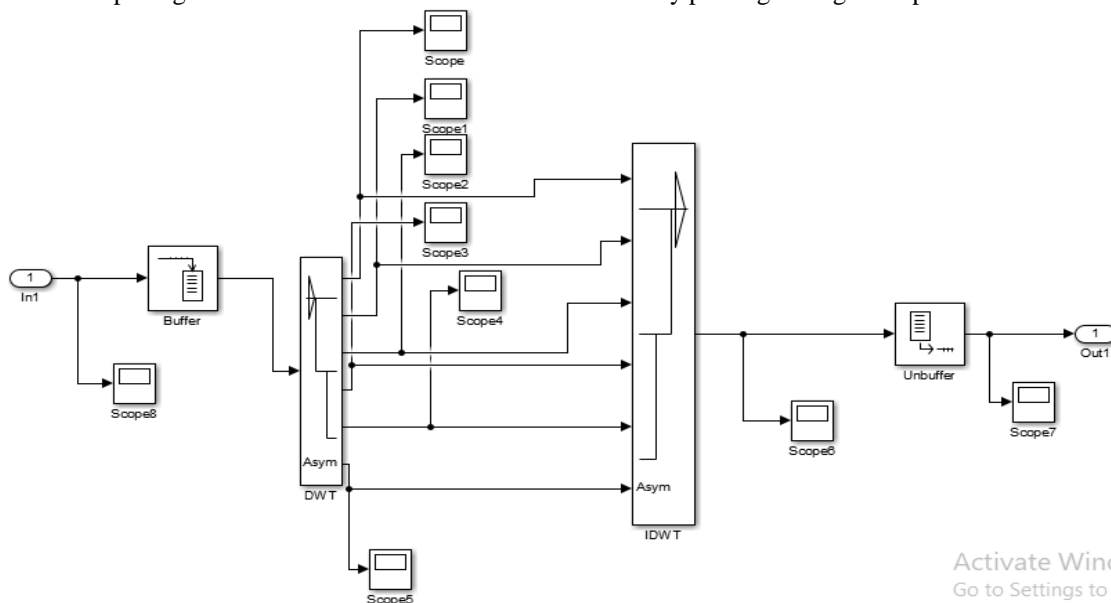 Scope
Scope1
Scope2
Scope3
Scope4
1
In1
Buffer
Scope8
Asym
DWT
Scope5
Asym
IDWT
Scope6
Unbuffer
Scope7
1
Out1
Activate Wind
Go to Settings to